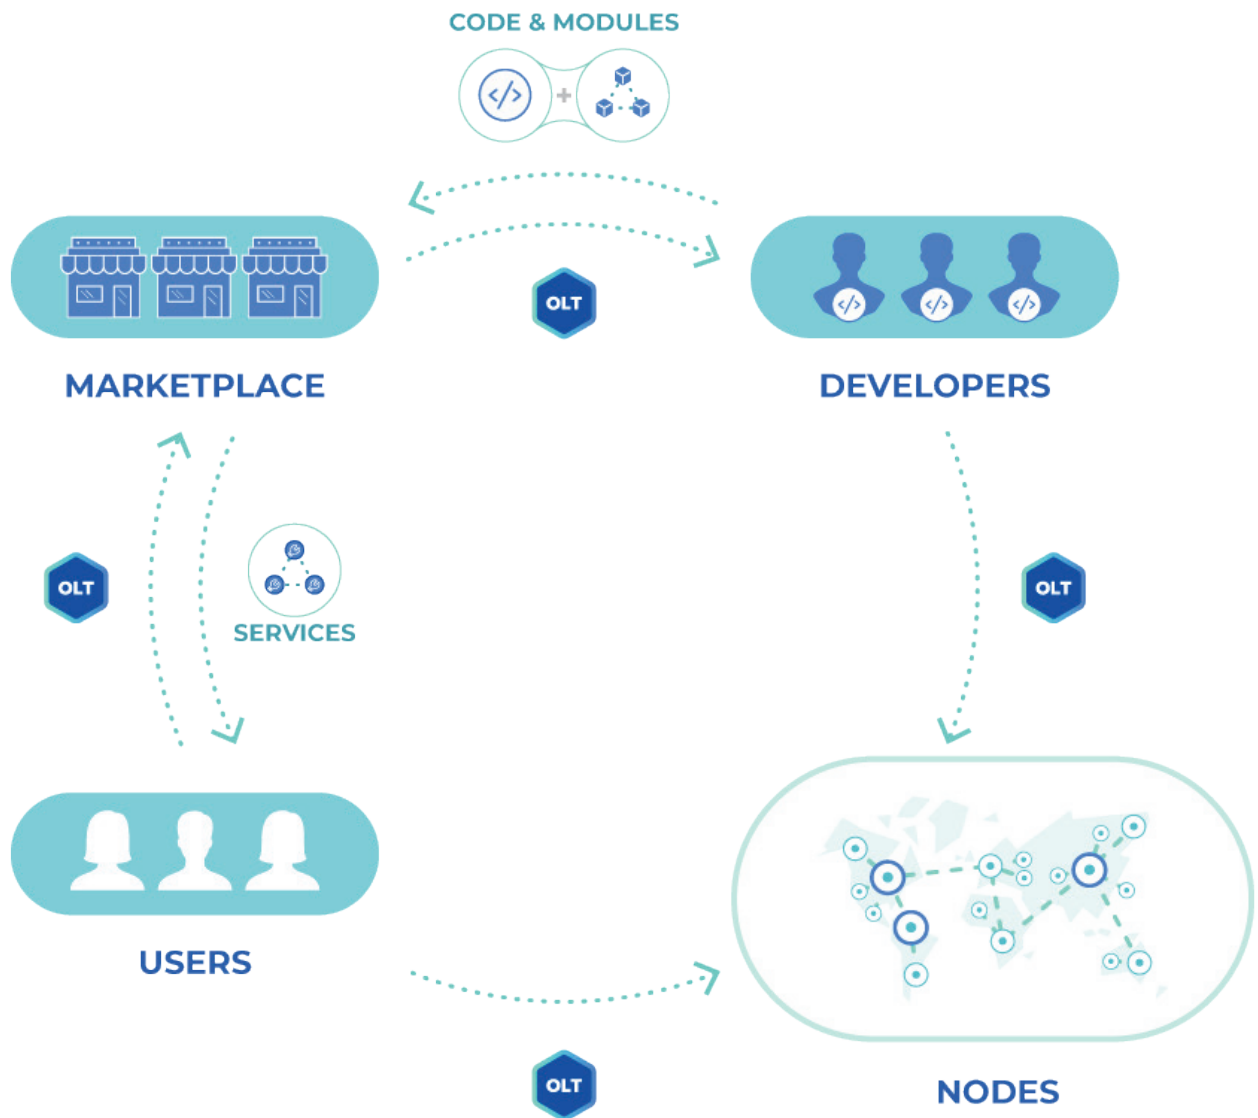 CODE & MODULES
</>
OLT
</>
</>
</>
MARKETPLACE
DEVELOPERS
OLT
SERVICES
OLT
USERS
OLT
NODES